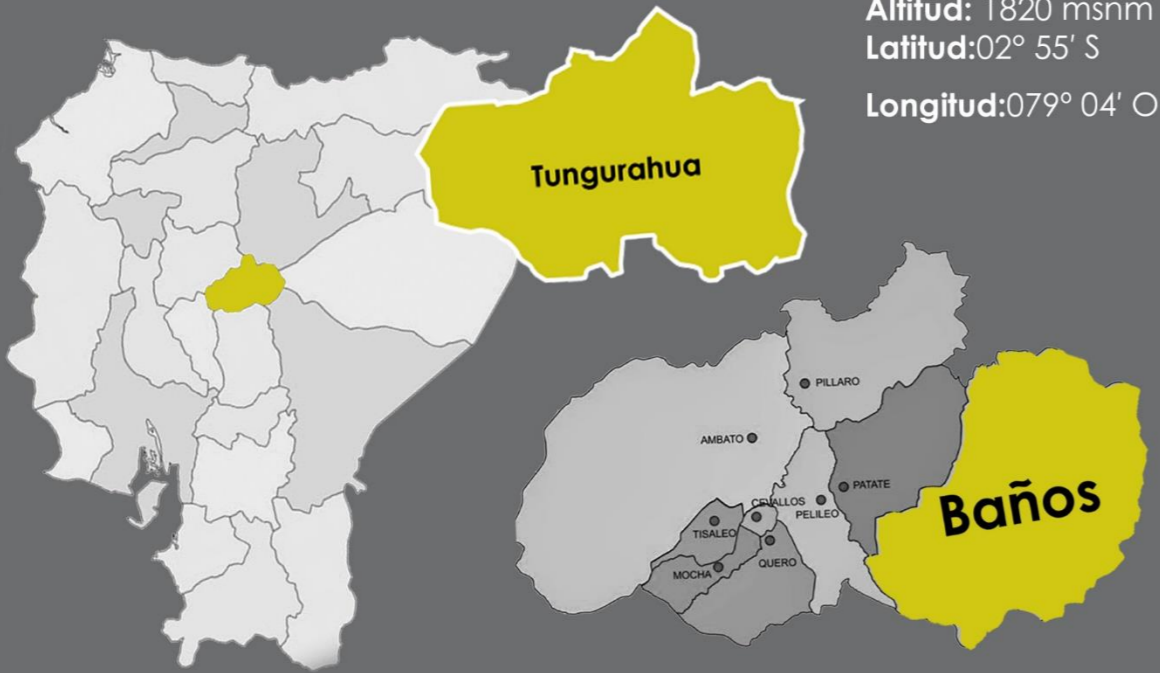 Altitud: 1820 msnm
Latitud:02° 55' S
Longitud:079° 04' O
Tungurahua
PILLARO
AMBATO
PATATE
CEVALLOS
PELILEO
Baños
TISALEO
QUERO
MOCHA